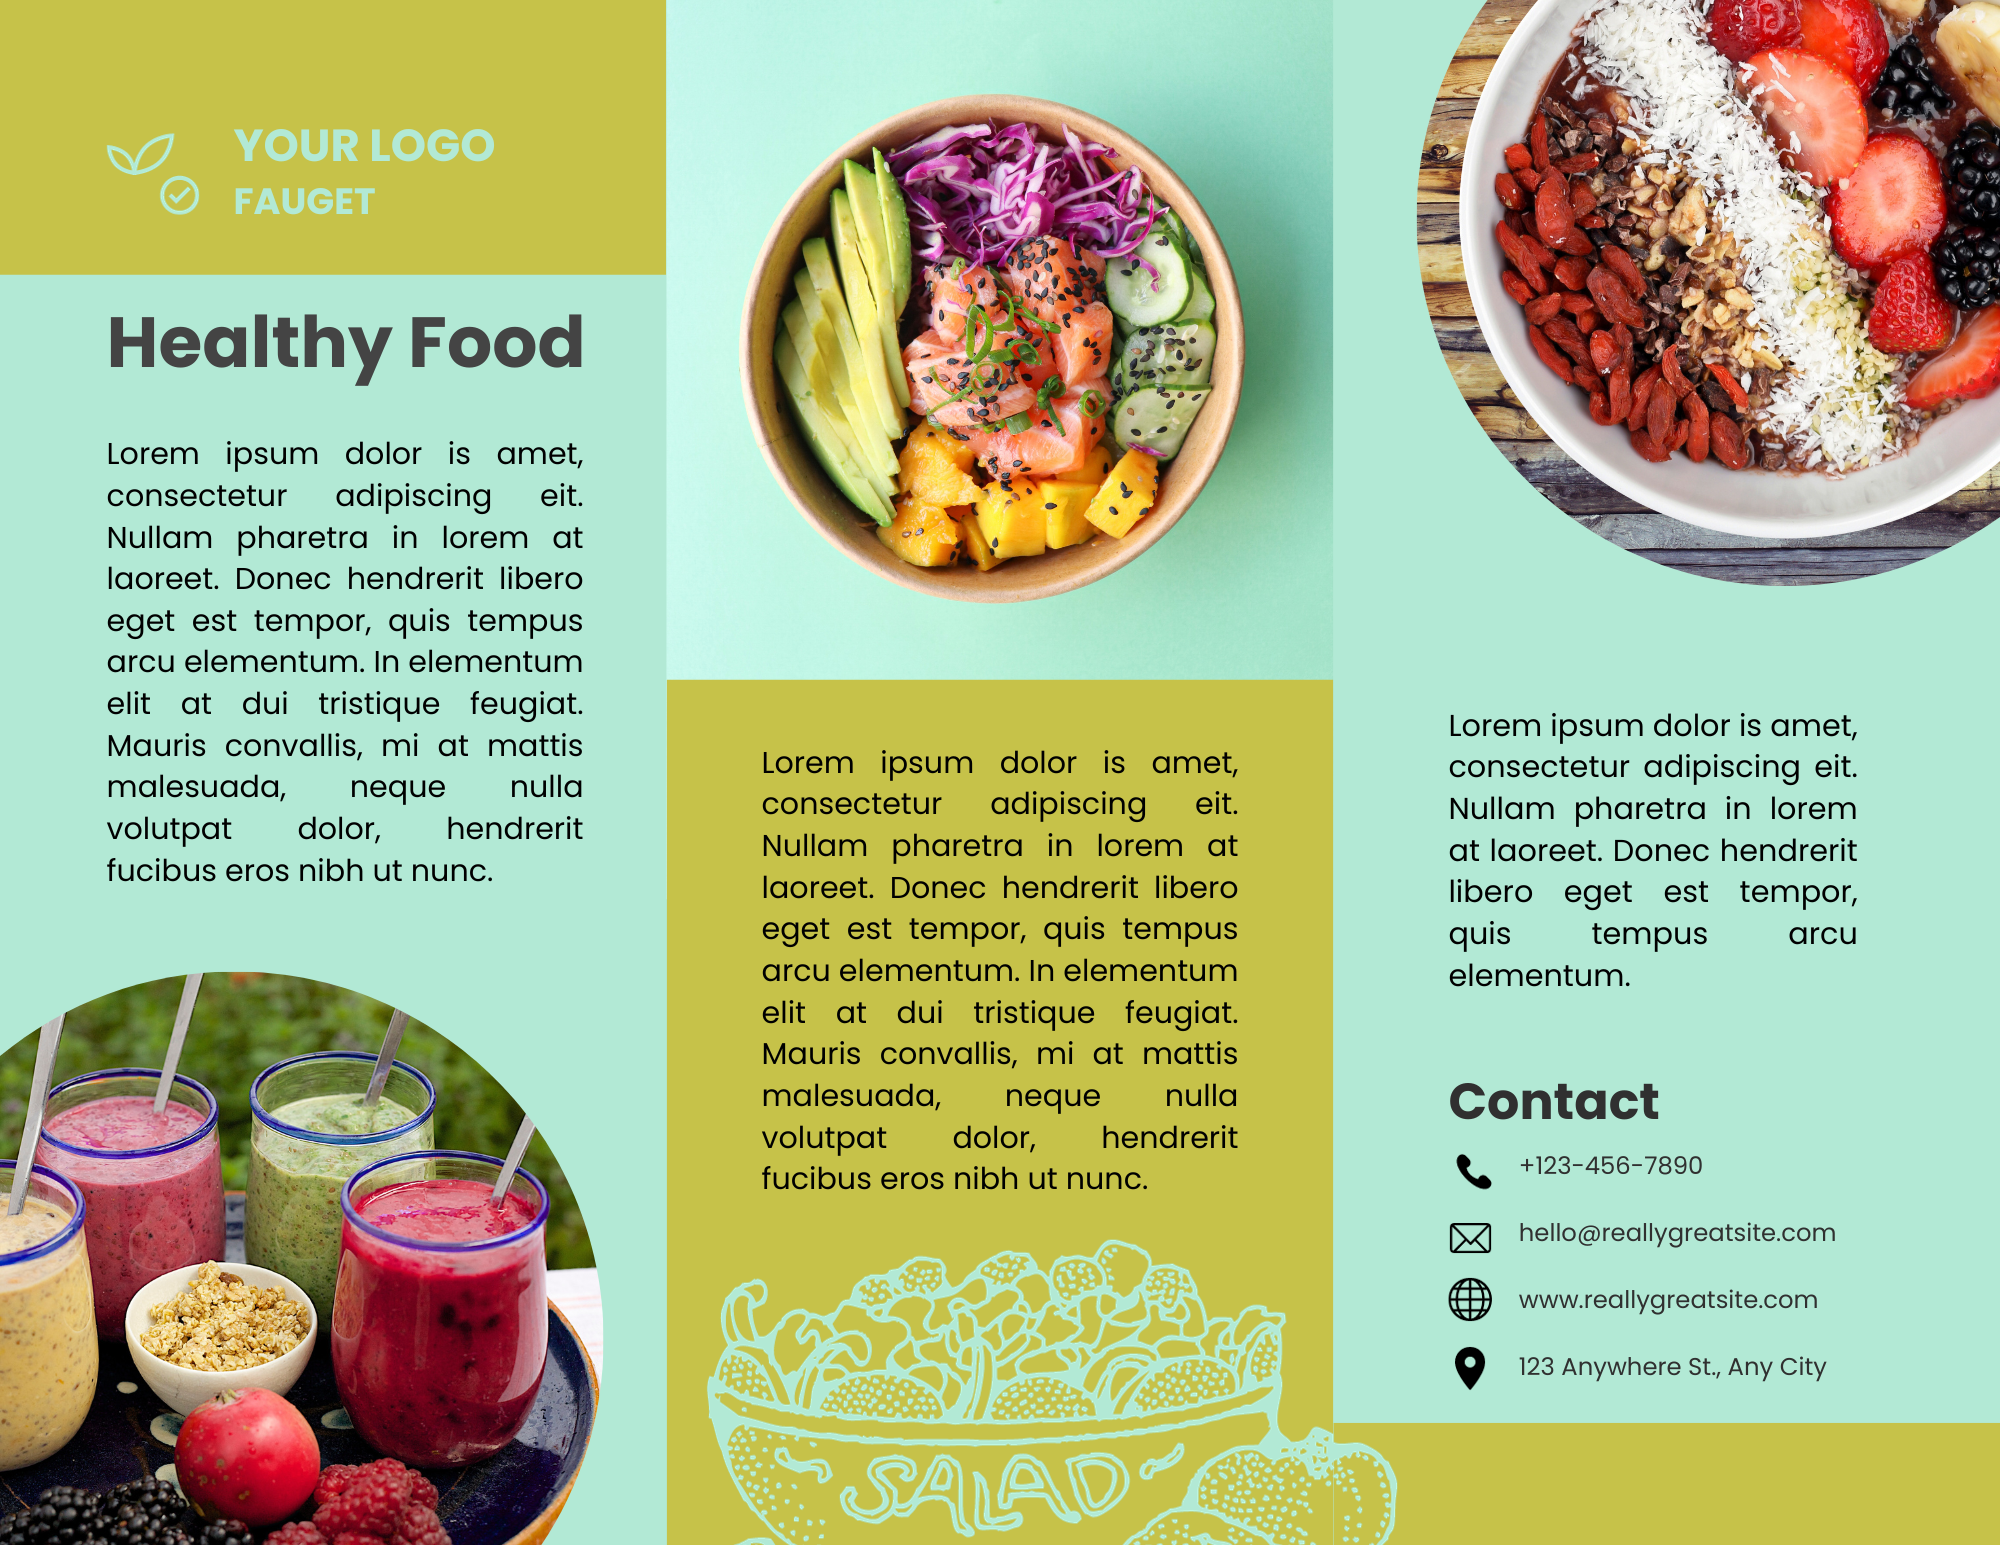 YOUR LOGO
FAUGET
Healthy Food
Lorem ipsum dolor is amet,
consectetur adipiscing eit.
Nullam pharetra in lorem at
laoreet. Donec hendrerit libero
eget est tempor, quis tempus
arcu elementum. In elementum
elit at dui tristique feugiat.
Mauris convallis, mi at mattis
malesuada, neque nulla
volutpat dolor, hendrerit
fucibus eros nibh ut nunc.
Lorem ipsum dolor is amet,
consectetur adipiscing eit.
Nullam pharetra in lorem at
laoreet. Donec hendrerit libero
eget est tempor, quis tempus
arcu elementum. In elementum
elit at dui tristique feugiat.
Mauris convallis, mi at mattis
malesuada, neque nulla
volutpat dolor, hendrerit
fucibus eros nibh ut nunc.
SALAD
Lorem ipsum dolor is amet,
consectetur adipiscing eit.
Nullam pharetra in lorem
at laoreet. Donec hendrerit
libero eget est tempor,
quis tempus arcu
elementum.
Contact
+123-456-7890
hello@reallygreatsite.com
www.reallygreatsite.com
123 Anywhere St., Any City